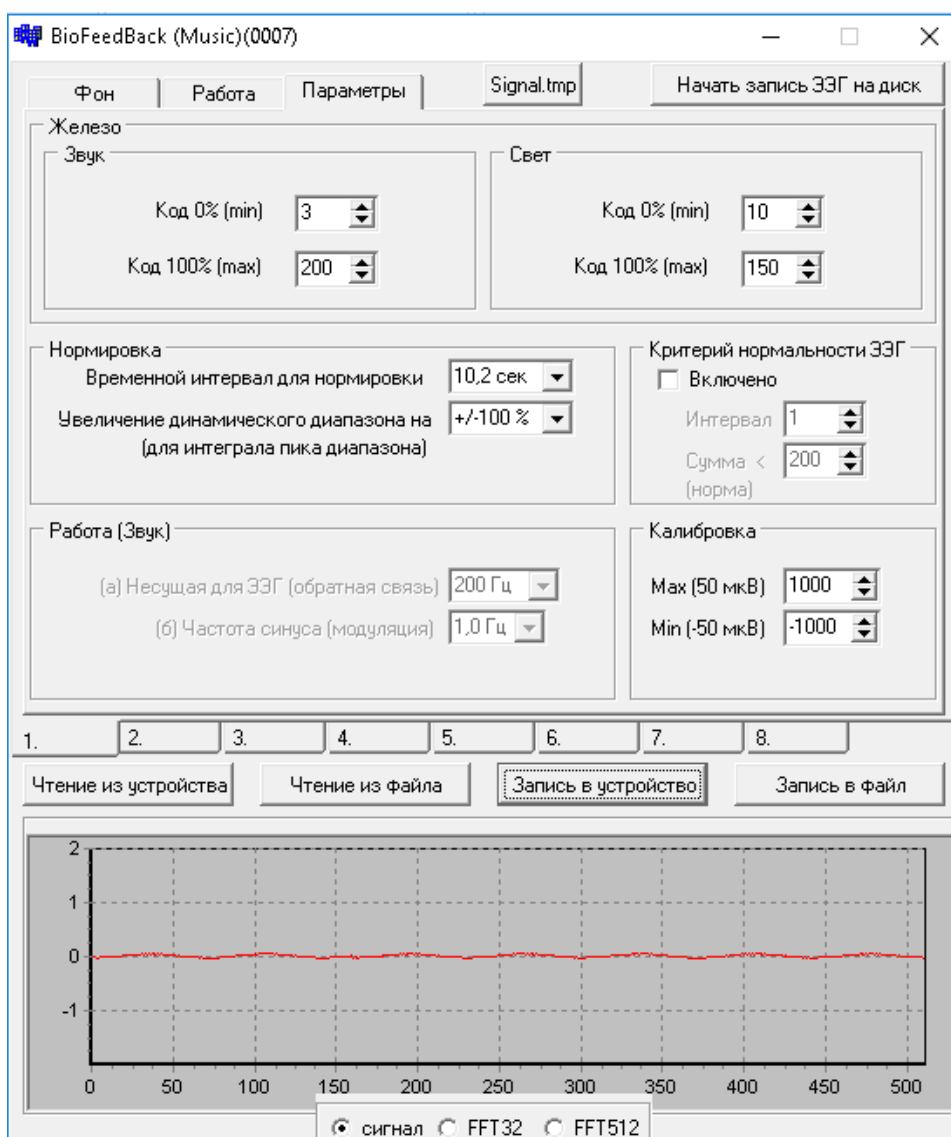 BioFeedBack (Music)(0007)
Фон Работа Параметры Signal.tmp Начать запись ЭЭГ на диск
Железо
Звук Свет
Код 0% (min) 3 Код 0% (min) 10
Код 100% (max) 200 Код 100% (max) 150
Нормировка Критерий нормальности ЭЭГ
Временной интервал для нормировки 10,2 сек Включено
Увеличение динамического диапазона на +/-100 % Интервал 1
(для интеграла пика диапазона) Сумма < 200
(норма)
Работа (Звук) Калибровка
(а) Несущая для ЭЭГ (обратная связь) 200 Гц Max (50 мкВ) 1000
(б) Частота синуса (модуляция) 1,0 Гц Min (-50 мкВ) -1000
1. 2. 3. 4. 5. 6. 7. 8.
Чтение из устройства Чтение из файла Запись в устройство Запись в файл
2
1
0
-1
0 50 100 150 200 250 300 350 400 450 500
сигнал FFT32 FFT512